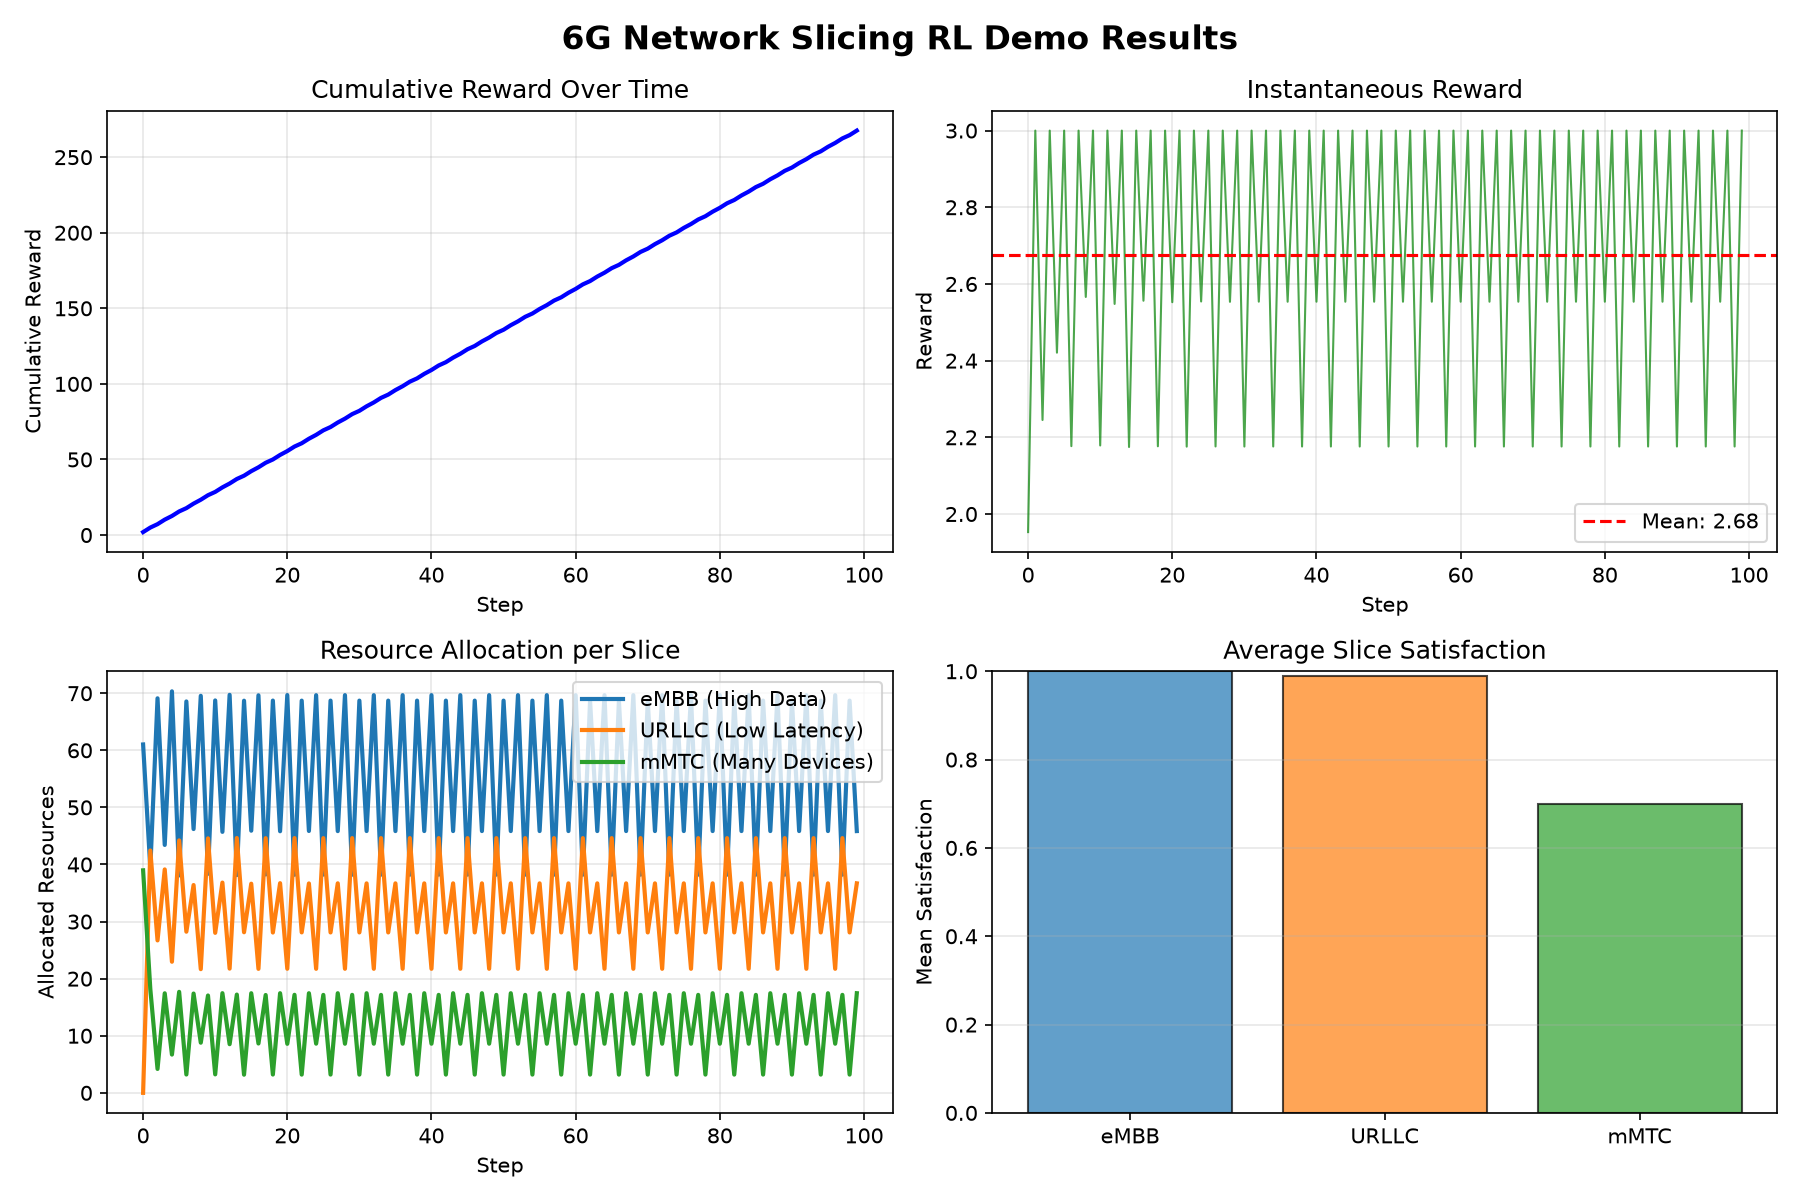 6G Network Slicing RL Demo Results
Cumulative Reward Over Time
250
200
150
100
50
0
Cumulative Reward
0 20 40 60 80 100
Step
Instantaneous Reward
3.0
2.8
2.6
2.4
2.2
2.0
Reward
Mean: 2.68
0 20 40 60 80 100
Step
Resource Allocation per Slice
70
60
50
40
30
20
10
0
Allocated Resources
eMBB (High Data)
URLLC (Low Latency)
mMTC (Many Devices)
0 20 40 60 80 100
Step
Average Slice Satisfaction
1.0
0.8
0.6
0.4
0.2
0.0
Mean Satisfaction
eMBB URLLC mMTC